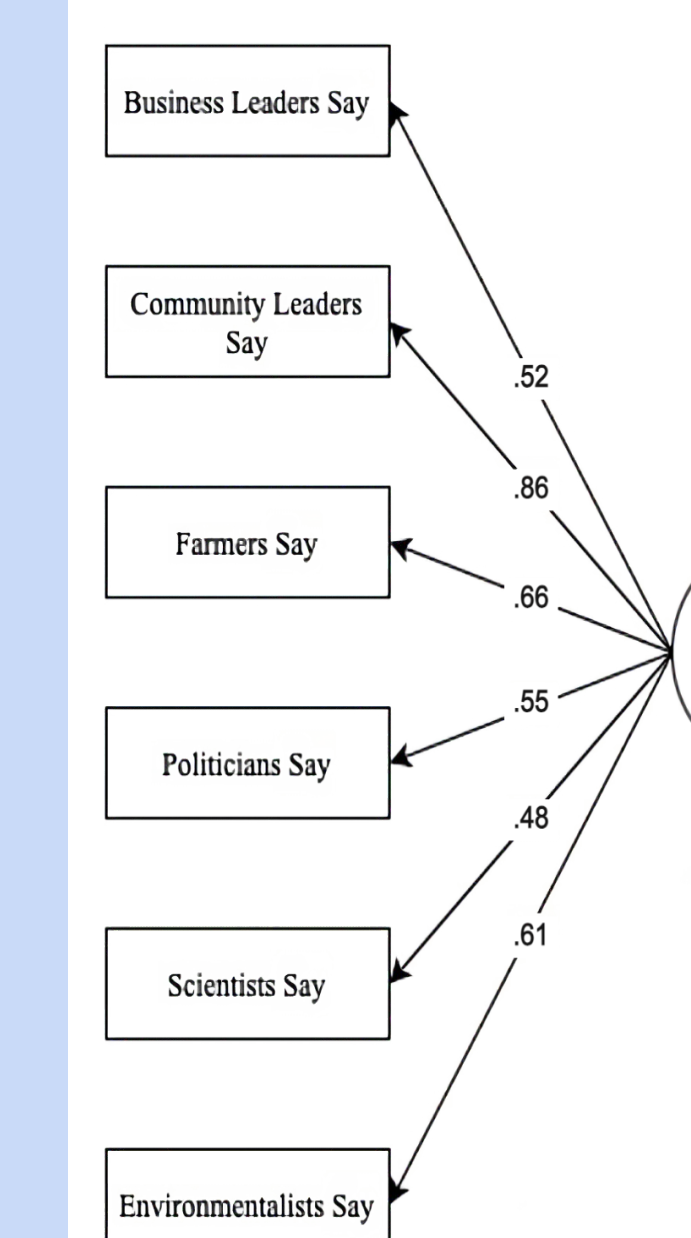 Business Leaders Say
Community Leaders
Say
.52
.86
Farmers Say
.66
.55
Politicians Say
.48
.61
Scientists Say
Environmentalists Say